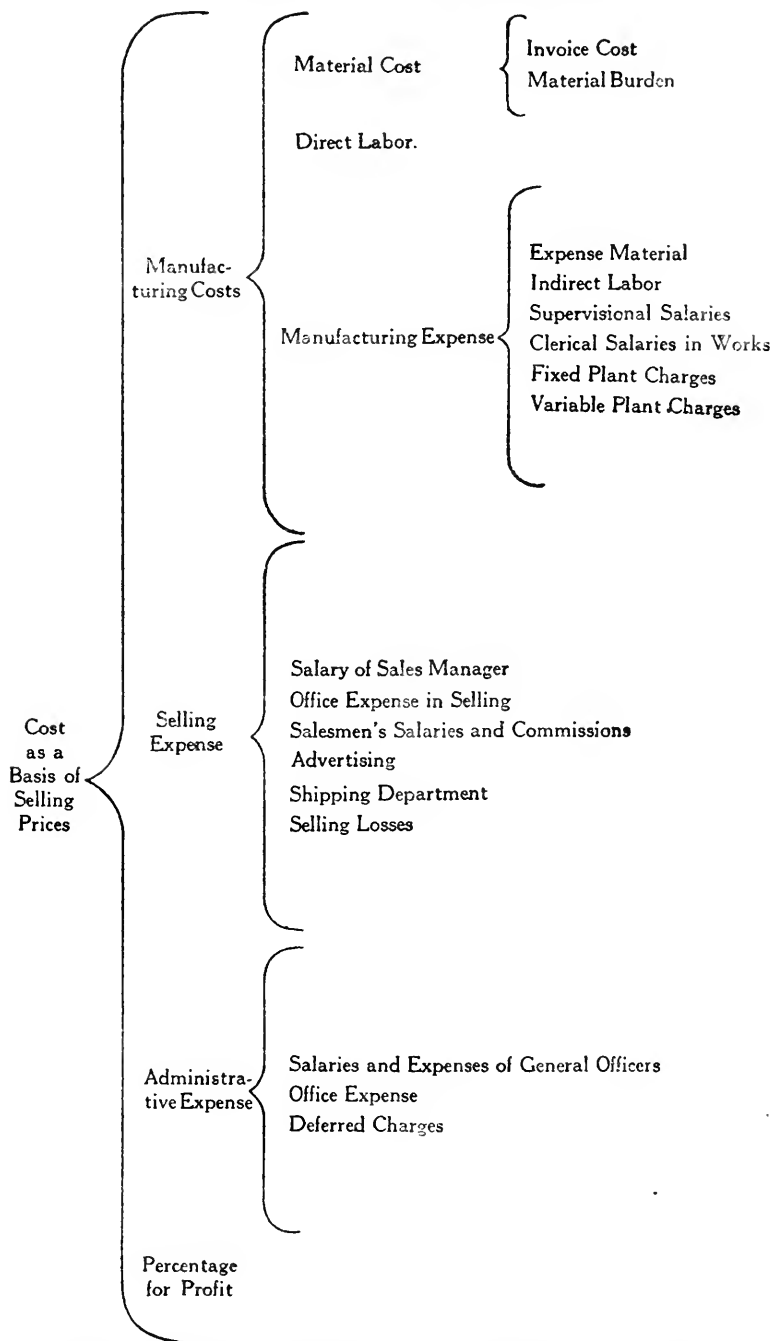 Cost
as a
Basis of
Selling
Prices
Manufac-
turing Costs
Material Cost
Invoice Cost
Material Burden
Direct Labor.
Manufacturing Expense
Expense Material
Indirect Labor
Supervisional Salaries
Clerical Salaries in Works
Fixed Plant Charges
Variable Plant Charges
Selling
Expense
Salary of Sales Manager
Office Expense in Selling
Salesmen's Salaries and Commissions
Advertising
Shipping Department
Selling Losses
Administra-
tive Expense
Salaries and Expenses of General Officers
Office Expense
Deferred Charges
Percentage
for Profit